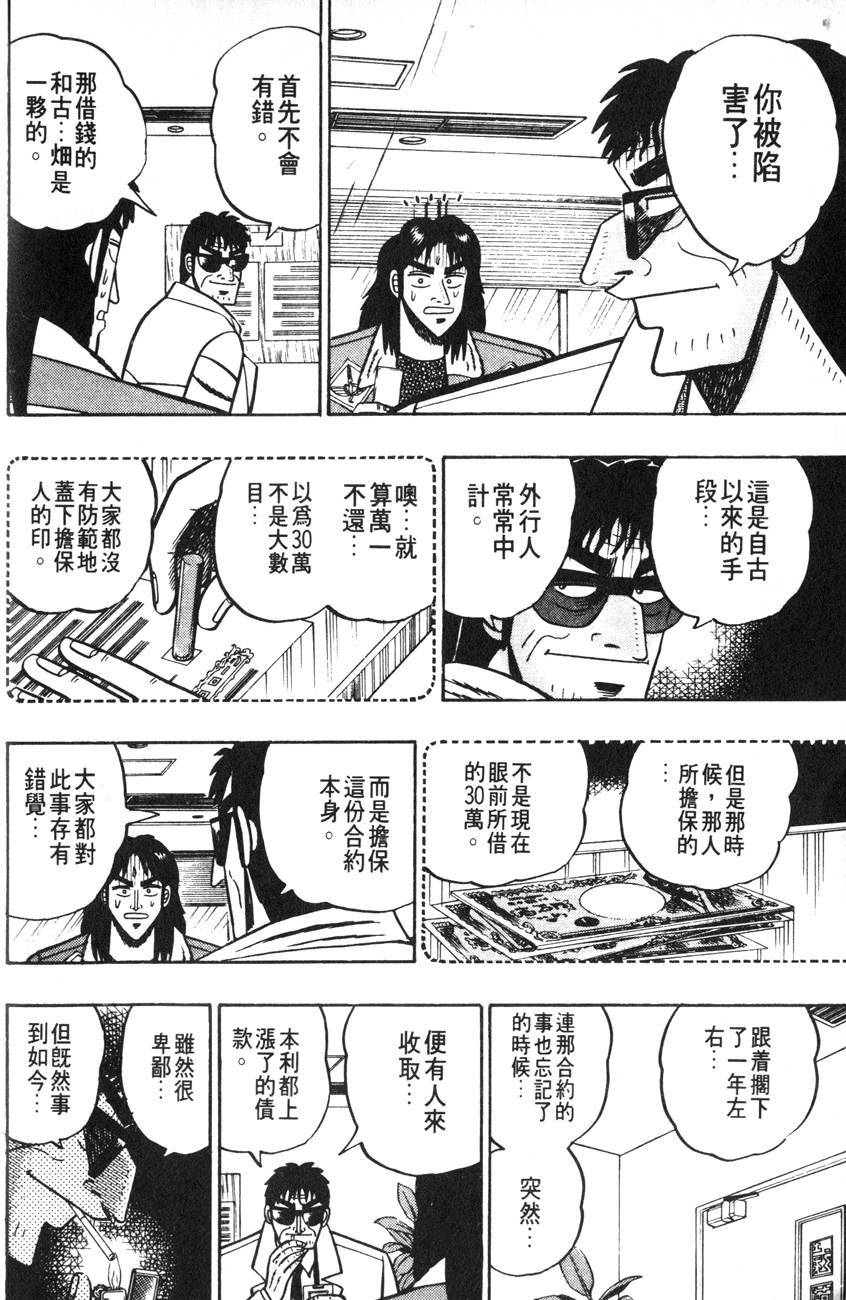 你被陷
害了…
首先不會
有錯。
那借錢的
和古…畑是
一夥的。
這是自古
以來的手
段…
外行人
常常中
計。
噢…就
算萬一
不還…
以爲30萬
不是大數
目…
大家都沒
有防範地
蓋下擔保
人的印。
但是那時
候，那人
所擔保的
…
不是現在
眼前所借
的30萬。
而是擔保
這份合約
本身。
大家都對
此事存有
錯覺…
跟着擱下
了一年左
右…
連那合約的
事也忘記了
的時候…
突然…
便有人來
收取…
本利都上
漲了的債
款。
雖然很
卑鄙…
但既然事
到如今…